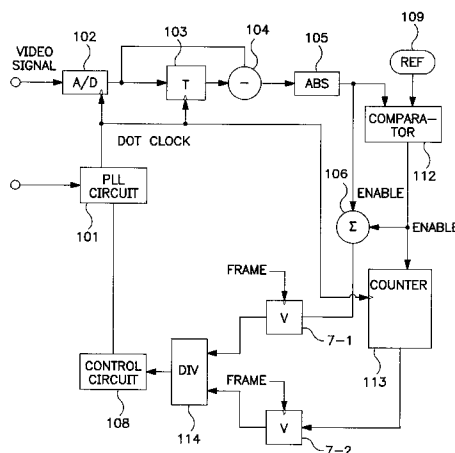 109
102
103
104
105
VIDEO
SIGNAL
A/D
T
−
ABS
REF
COMPARA-
TOR
112
DOT CLOCK
106
ENABLE
PLL
CIRCUIT
101
Σ
ENABLE
COUNTER
FRAME
V
7-1
DIV
CONTROL
CIRCUIT
108
114
FRAME
V
7-2
113